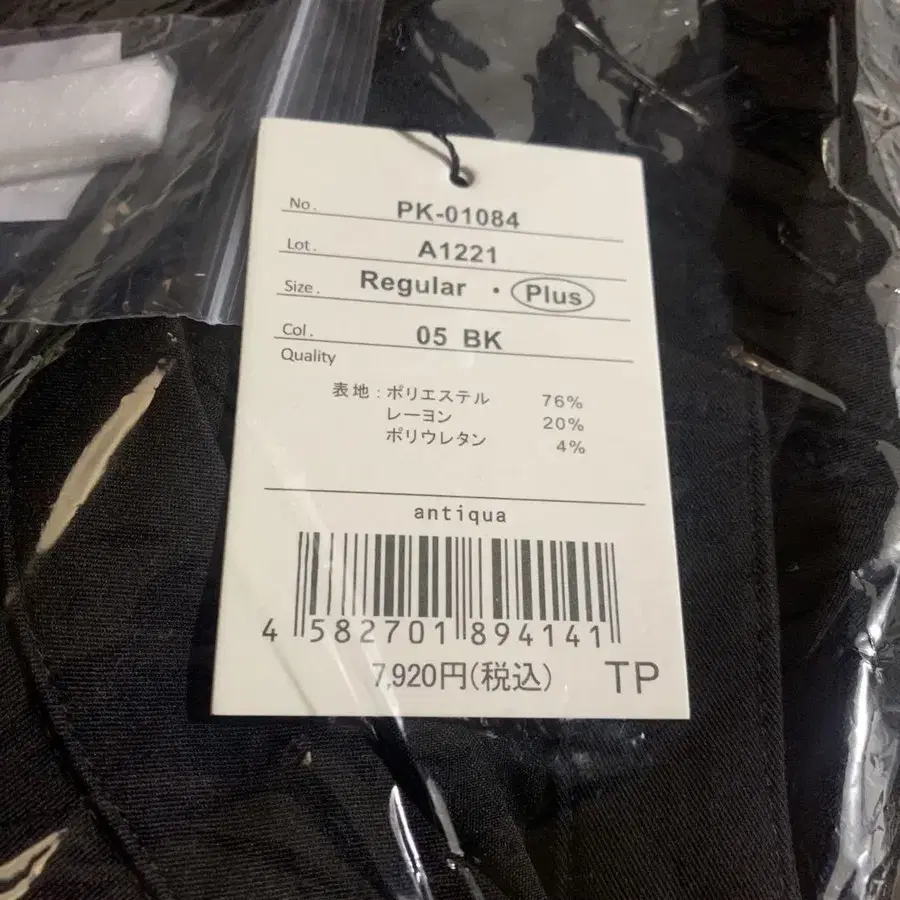 No. PK-01084
Lot. A1221
Size. Regular ・ Plus
Col. 05 BK
Quality
表地：ポリエステル 76%
レーヨン 20%
ポリウレタン 4%
antiqua
4 582701 894141
7,920円(税込) TP